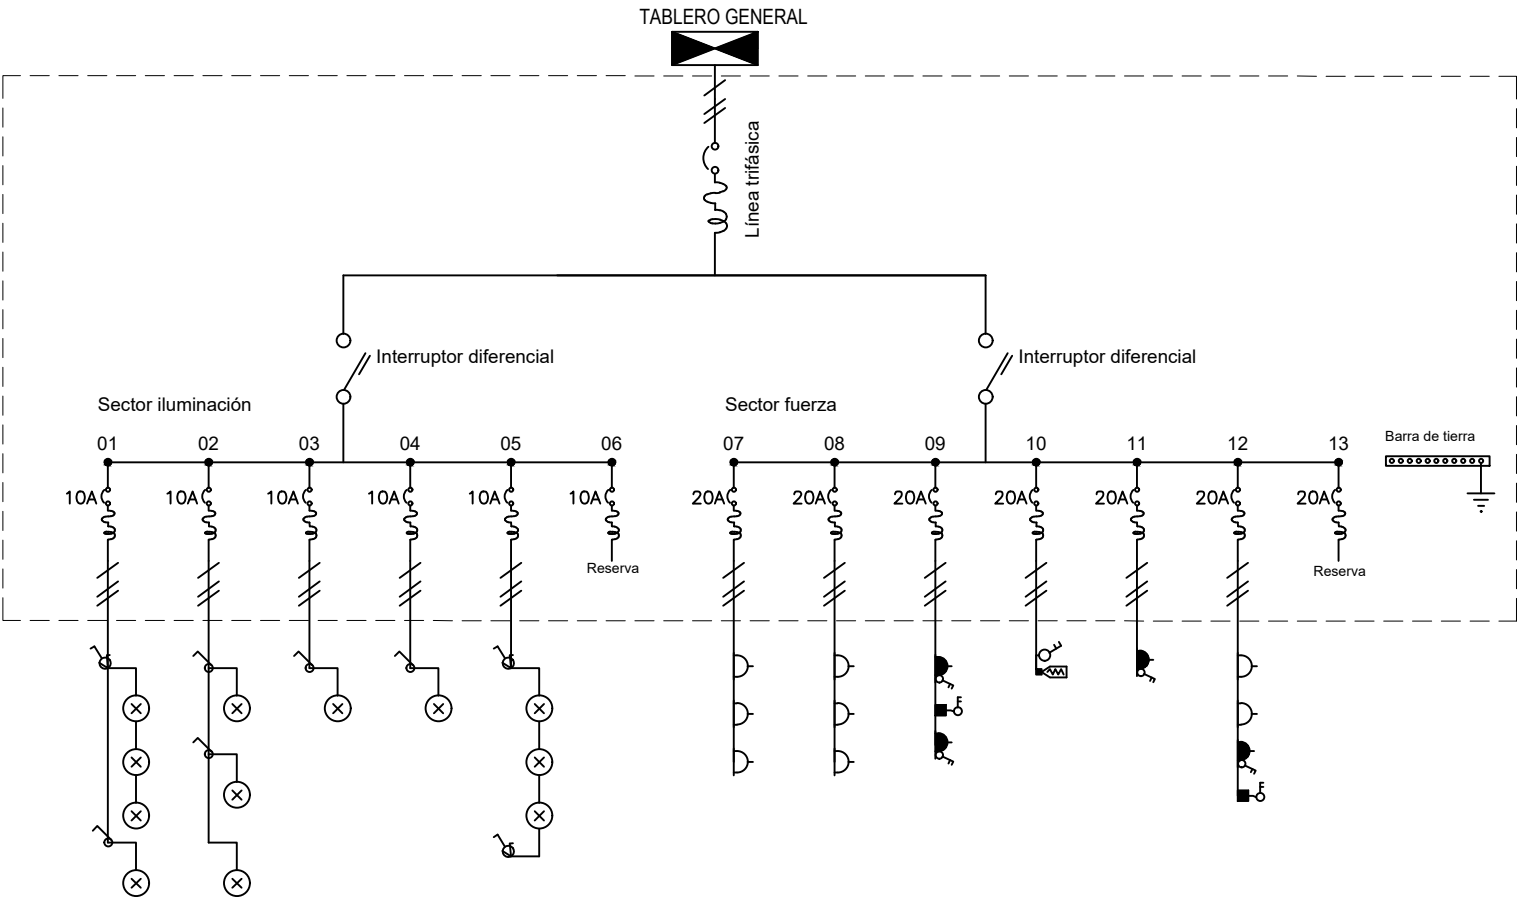 TABLERO GENERAL
Línea trifásica
Interruptor diferencial
Interruptor diferencial
Sector iluminación
Sector fuerza
01 02 03 04 05 06 07 08 09 10 11 12 13
Barra de tierra
10A 10A 10A 10A 10A 10A 20A 20A 20A 20A 20A 20A 20A
Reserva
Reserva